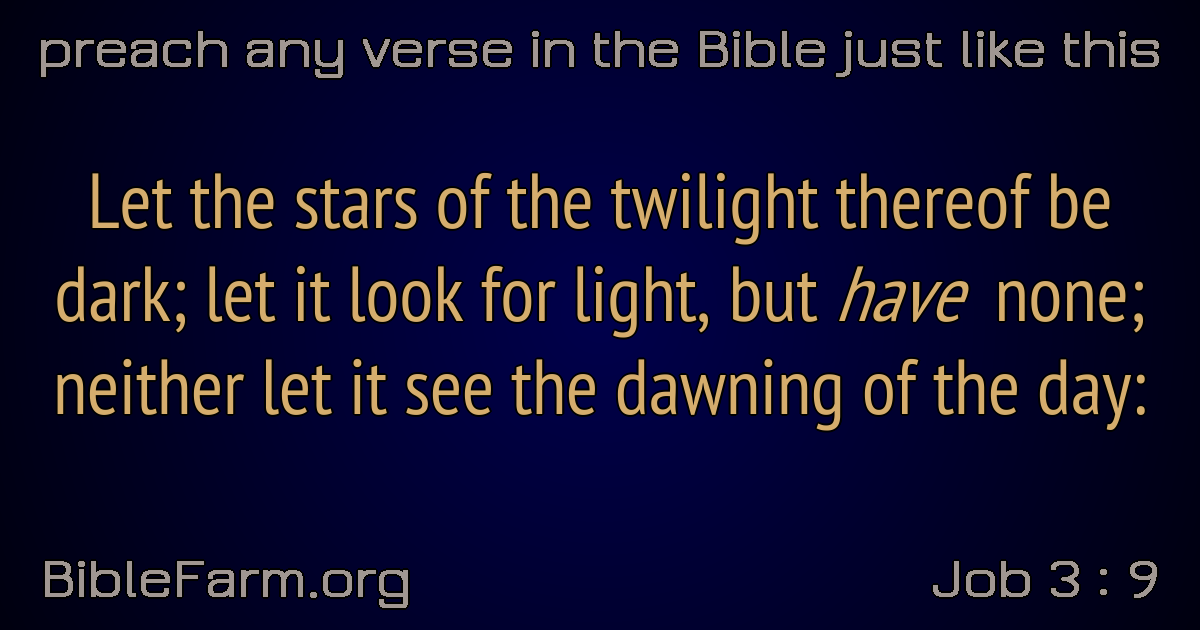 preach any verse in the Bible just like this
Let the stars of the twilight thereof be
dark; let it look for light, but have none;
neither let it see the dawning of the day:
BibleFarm.org
Job 3 : 9